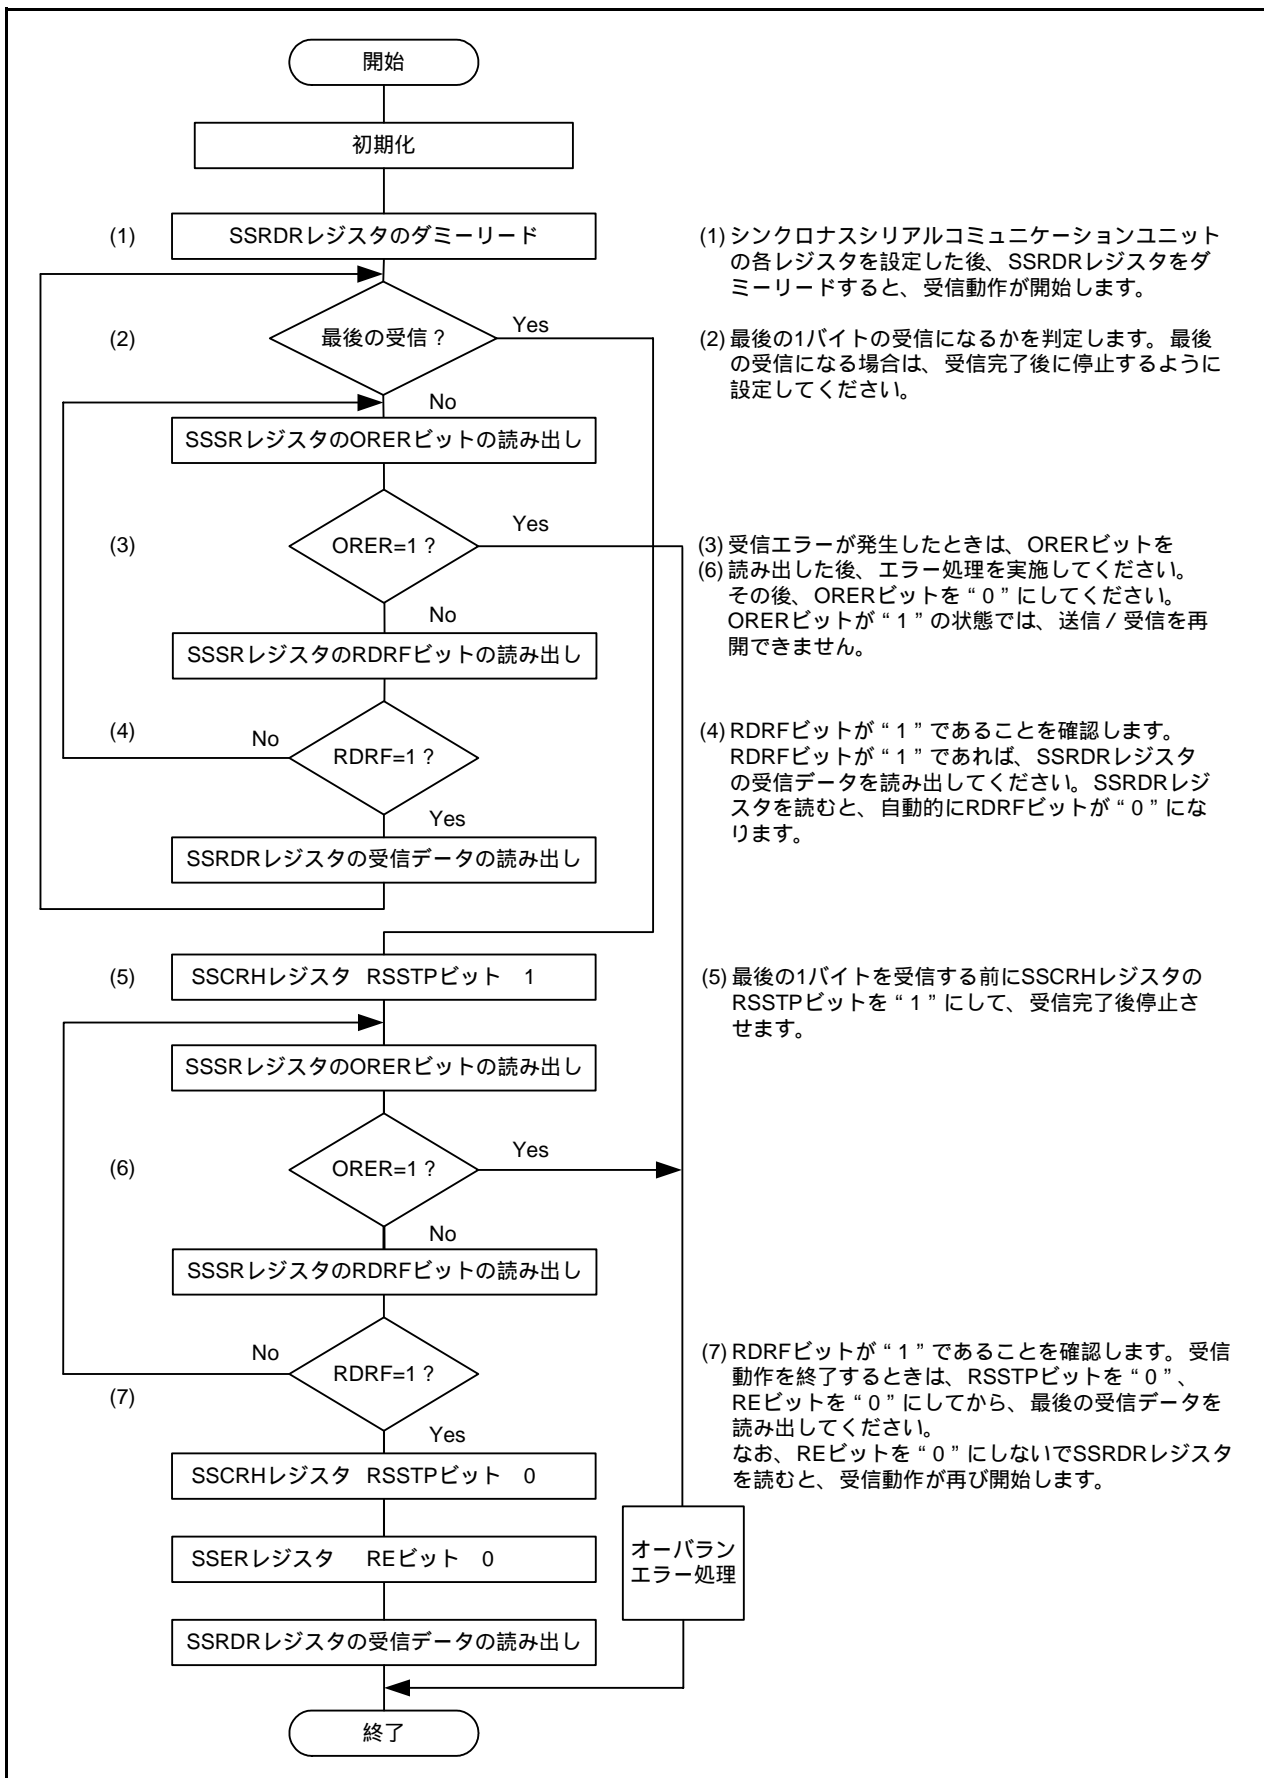 開始
初期化
(1)
SSRDRレジスタのダミーリード
(1) シンクロナスシリアルコミュニケーションユニット
の各レジスタを設定した後、SSRDRレジスタをダ
ミーリードすると、受信動作が開始します。
(2)
最後の受信？
Yes
(2) 最後の1バイトの受信になるかを判定します。最後
の受信になる場合は、受信完了後に停止するように
設定してください。
No
SSSRレジスタのORERビットの読み出し
(3)
ORER=1？
Yes
(3) 受信エラーが発生したときは、ORERビットを
(6) 読み出した後、エラー処理を実施してください。
その後、ORERビットを“0”にしてください。
ORERビットが“1”の状態では、送信／受信を再
開できません。
No
SSSRレジスタのRDRFビットの読み出し
(4)
No
RDRF=1？
(4) RDRFビットが“1”であることを確認します。
RDRFビットが“1”であれば、SSRDRレジスタ
の受信データを読み出してください。SSRDRレジ
スタを読むと、自動的にRDRFビットが“0”にな
ります。
Yes
SSRDRレジスタの受信データの読み出し
(5)
SSCRHレジスタ RSSTPビット 1
(5) 最後の1バイトを受信する前にSSCRHレジスタの
RSSTPビットを“1”にして、受信完了後停止さ
せます。
SSSRレジスタのORERビットの読み出し
(6)
ORER=1？
Yes
No
SSSRレジスタのRDRFビットの読み出し
No
RDRF=1？
(7)
(7) RDRFビットが“1”であることを確認します。受信
動作を終了するときは、RSSTPビットを“0”、
REビットを“0”にしてから、最後の受信データを
読み出してください。
なお、REビットを“0”にしないでSSRDRレジスタ
を読むと、受信動作が再び開始します。
Yes
SSCRHレジスタ RSSTPビット 0
SSERレジスタ REビット 0
オーバラン
エラー処理
SSRDRレジスタの受信データの読み出し
終了